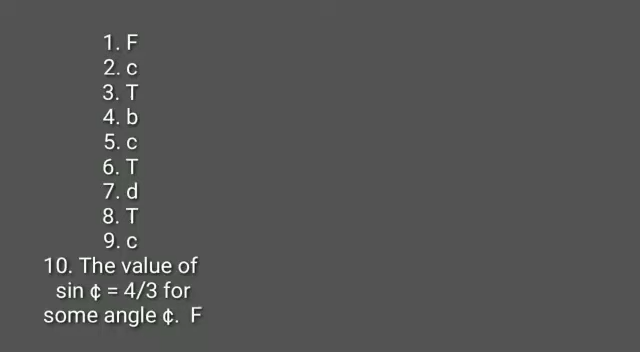 1. F
2. c
3. T
4. b
5. c
6. T
7. d
8. T
9. c
10. The value of
sin ¢ = 4/3 for
some angle ¢. F